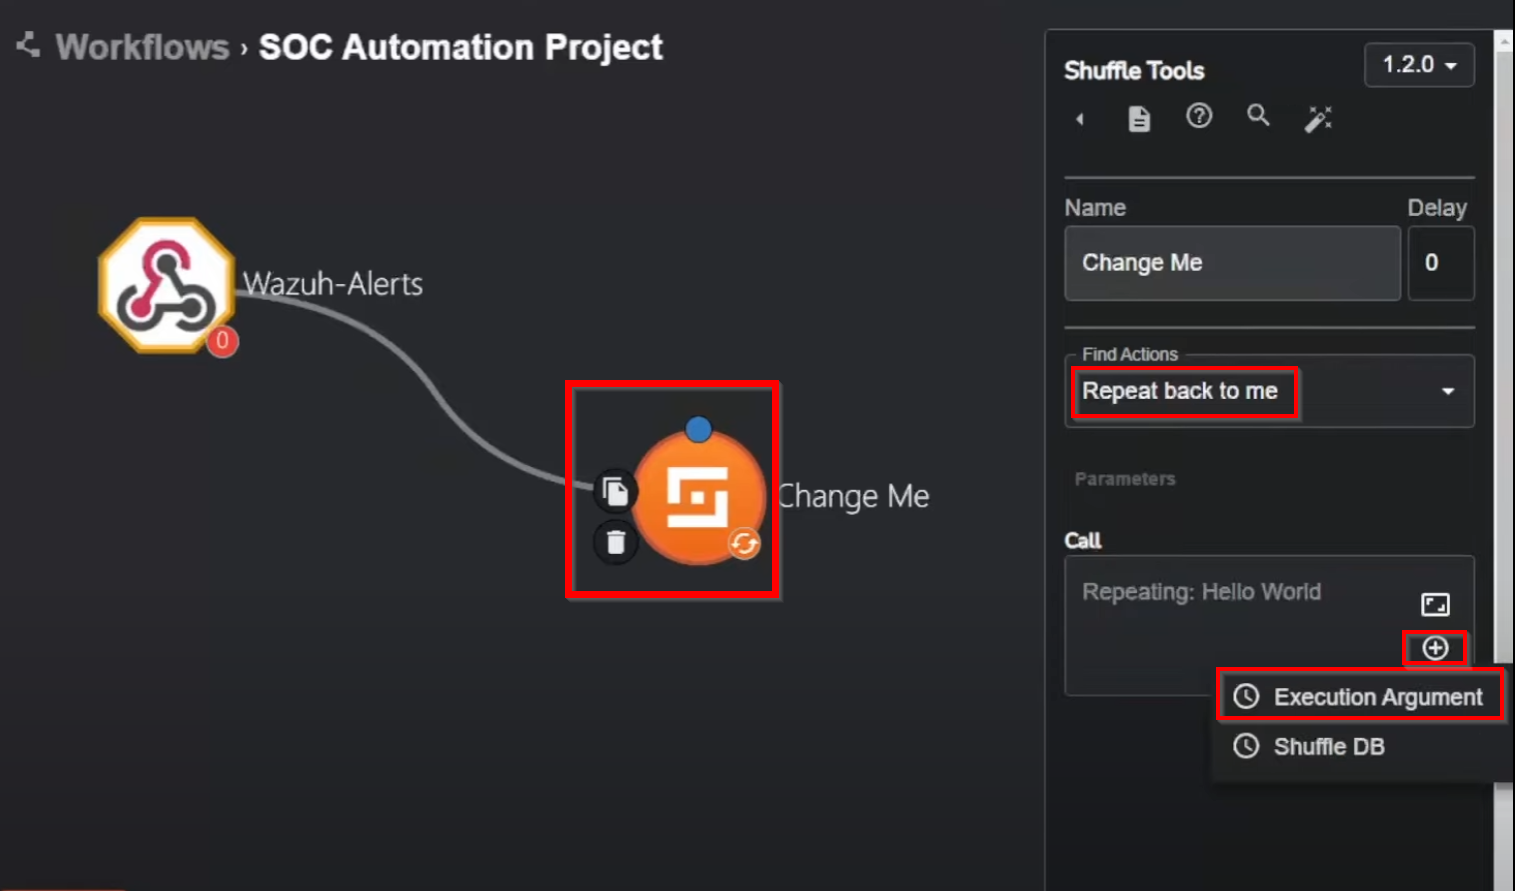 Workflows › SOC Automation Project
Shuffle Tools
1.2.0
Name
Delay
Change Me
0
Wazuh-Alerts
0
Find Actions
Repeat back to me
Parameters
Change Me
Call
Repeating: Hello World
Execution Argument
Shuffle DB